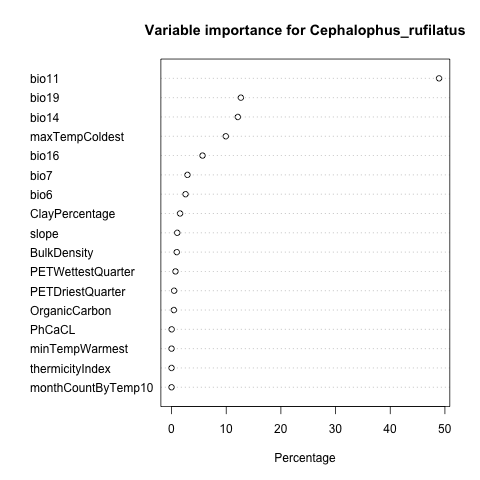 Variable importance for Cephalophus_rufilatus
bio11
bio19
bio14
maxTempColdest
bio16
bio7
bio6
ClayPercentage
slope
BulkDensity
PETWettestQuarter
PETDriestQuarter
OrganicCarbon
PhCaCL
minTempWarmest
thermicityIndex
monthCountByTemp10
0 10 20 30 40 50
Percentage